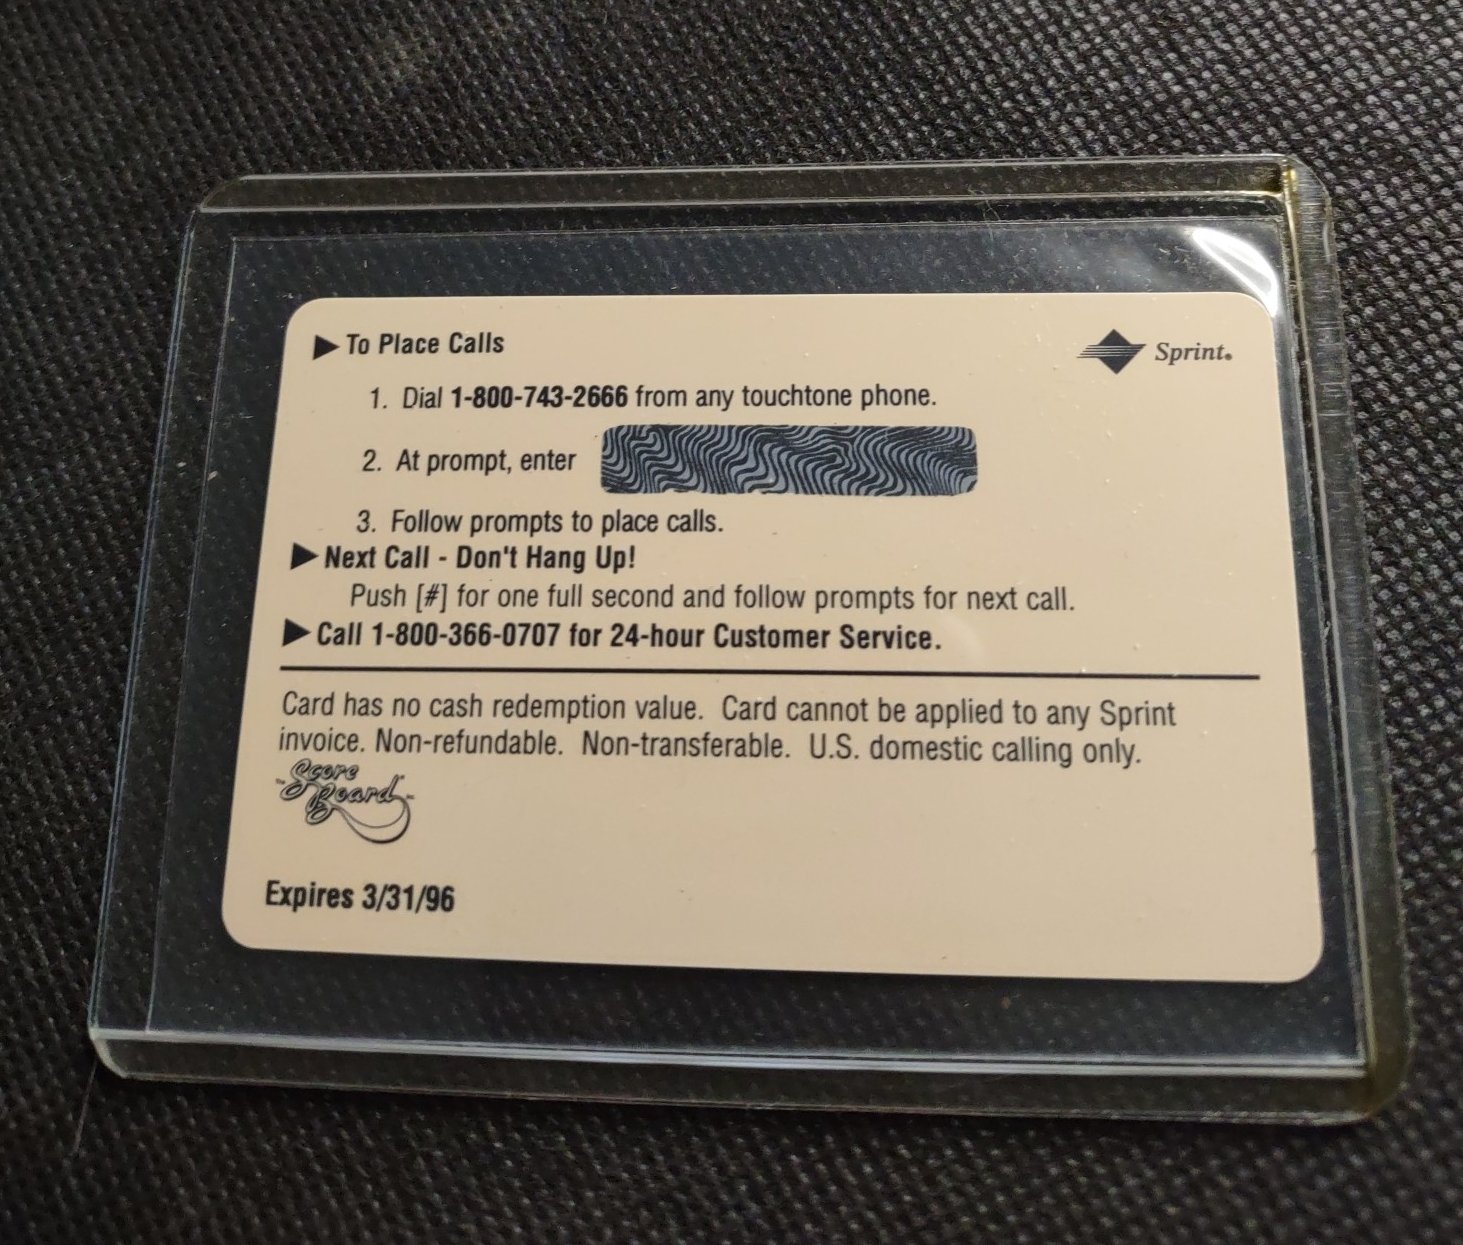 ▶ To Place Calls
Sprint®
1. Dial 1-800-743-2666 from any touchtone phone.
2. At prompt, enter
3. Follow prompts to place calls.
▶ Next Call - Don't Hang Up!
Push [#] for one full second and follow prompts for next call.
▶ Call 1-800-366-0707 for 24-hour Customer Service.
Card has no cash redemption value. Card cannot be applied to any Sprint
invoice. Non-refundable. Non-transferable. U.S. domestic calling only.
Score
Board
Expires 3/31/96